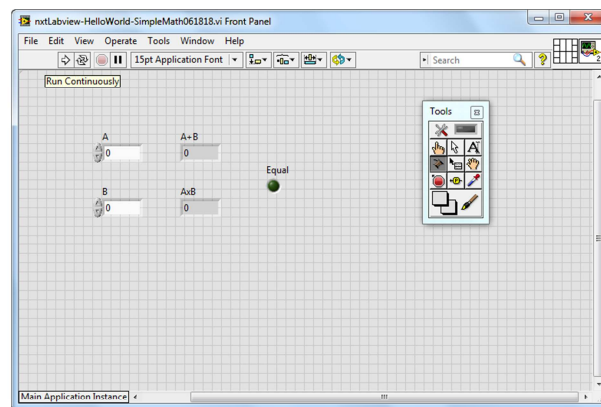 nxtLabview-HelloWorld-SimpleMath061818.vi Front Panel
File Edit View Operate Tools Window Help
15pt Application Font
Search
?
2
Run Continuously
Tools
A
A+B
0
0
Equal
B
AxB
0
0
Main Application Instance